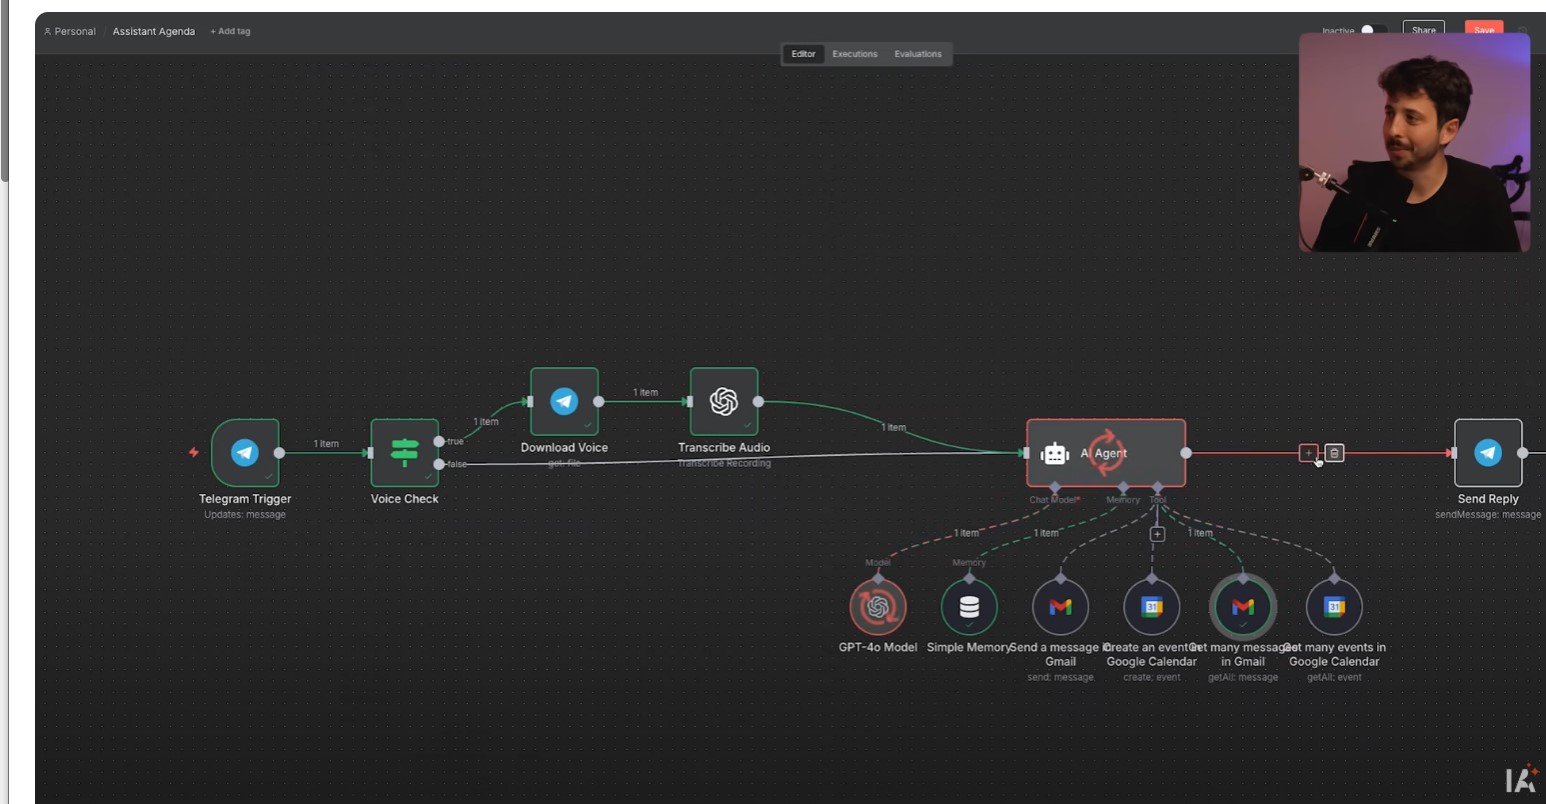 Personal / Assistant Agenda + Add tag
Inactive Share Save
Editor Executions Evaluations
1 item
true
false
1 item
1 item
1 item
Telegram Trigger
Updates: message
Voice Check
Download Voice
get: file
Transcribe Audio
Transcribe Recording
AI Agent
Chat Model*
Memory
Tool
+
+
Send Reply
sendMessage: message
1 item
1 item
1 item
Model
Memory
31
31
GPT-4o Model
Simple Memory
Send a message in
Gmail
send: message
Create an event in
Google Calendar
create: event
Get many messages
in Gmail
getAll: message
Get many events in
Google Calendar
getAll: event
IA